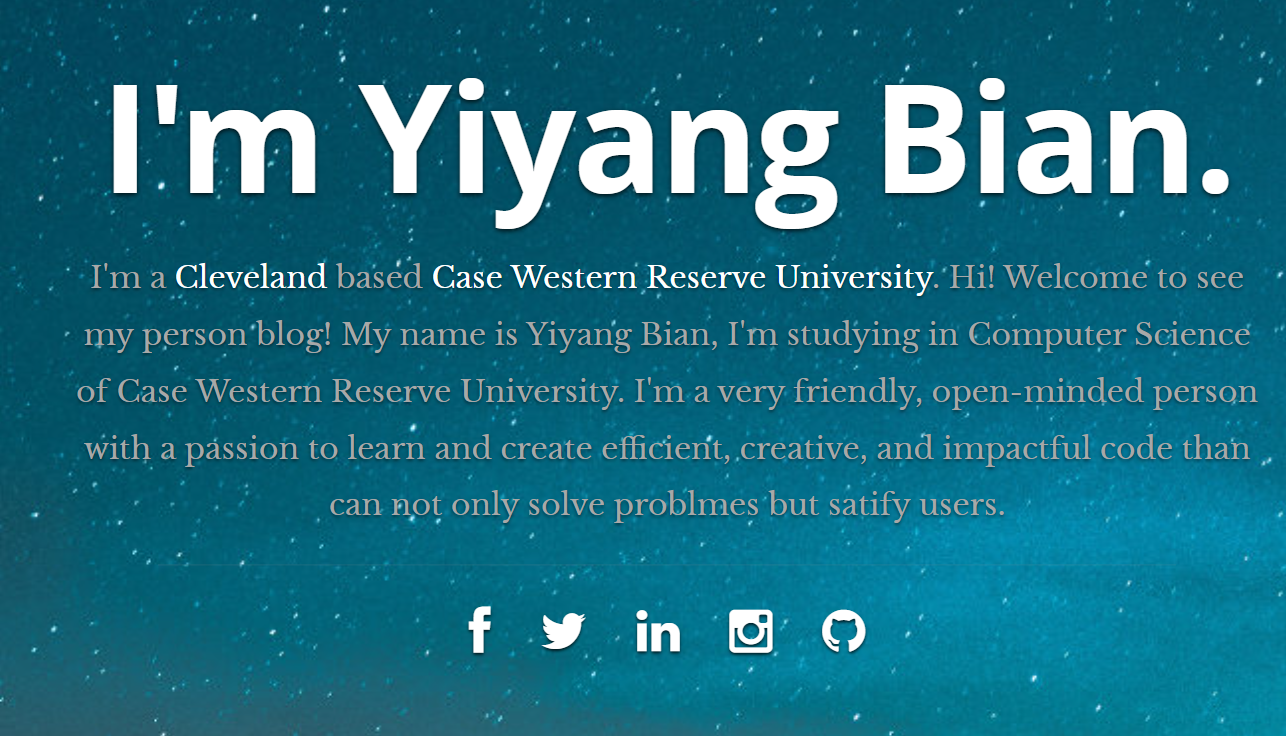 I'm Yiyang Bian.
I'm a Cleveland based Case Western Reserve University. Hi! Welcome to see
my person blog! My name is Yiyang Bian, I'm studying in Computer Science
of Case Western Reserve University. I'm a very friendly, open-minded person
with a passion to learn and create efficient, creative, and impactful code than
can not only solve problmes but satify users.